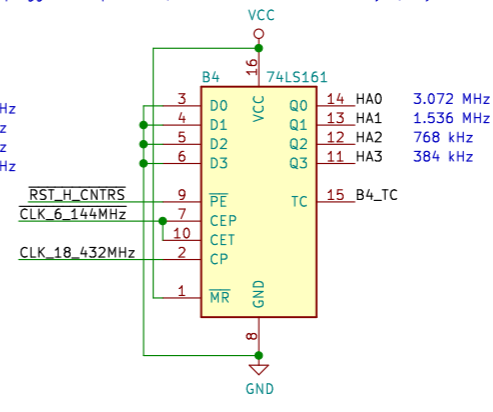 VCC
16
B4
74LS161
VCC
3 D0 Q0 14 HA0 3.072 MHz
4 D1 Q1 13 HA1 1.536 MHz
5 D2 Q2 12 HA2 768 kHz
6 D3 Q3 11 HA3 384 kHz
RST_H_CNTRS 9 PE TC 15 B4_TC
CLK_6_144MHz 7 CEP
10 CET
CLK_18_432MHz 2 CP
1 MR
GND
8
GND